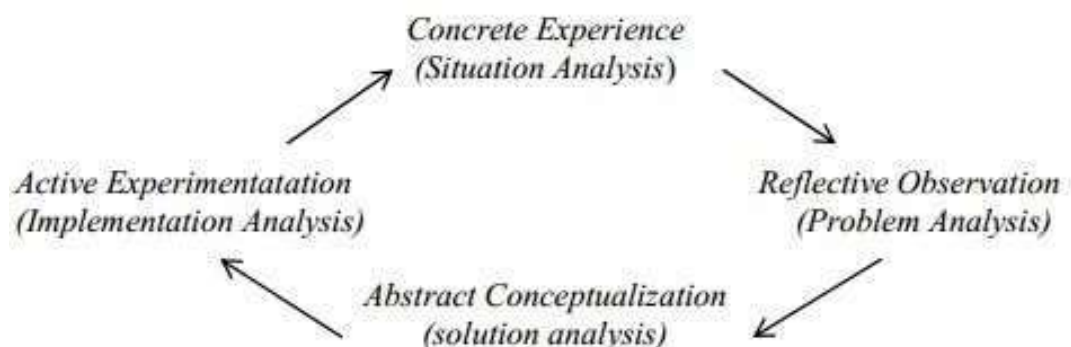 Concrete Experience
(Situation Analysis)
Active Experimentatation
(Implementation Analysis)
Reflective Observation
(Problem Analysis)
Abstract Conceptualization
(solution analysis)